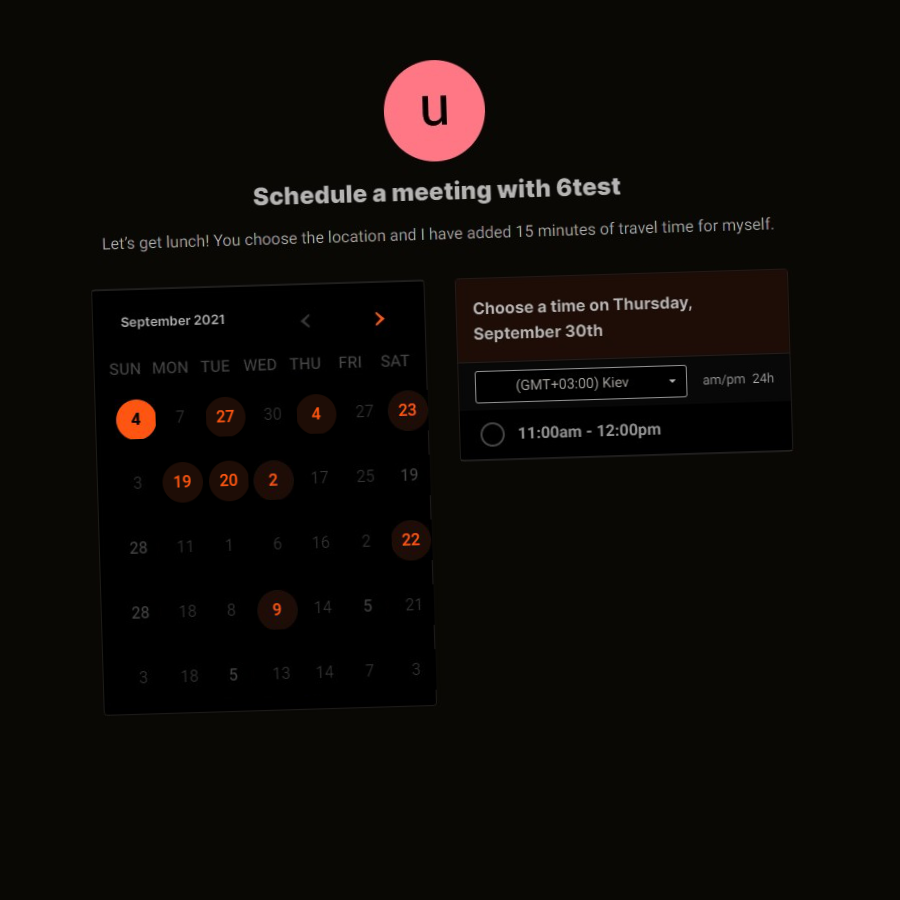 u
Schedule a meeting with 6test
Let's get lunch! You choose the location and I have added 15 minutes of travel time for myself.
September 2021
SUN MON TUE WED THU FRI SAT
4 7 27 30 4 27 23
3 19 20 2 17 25 19
28 11 1 6 16 2 22
28 18 8 9 14 5 21
3 18 5 13 14 7 3
Choose a time on Thursday,
September 30th
(GMT+03:00) Kiev
am/pm 24h
11:00am - 12:00pm